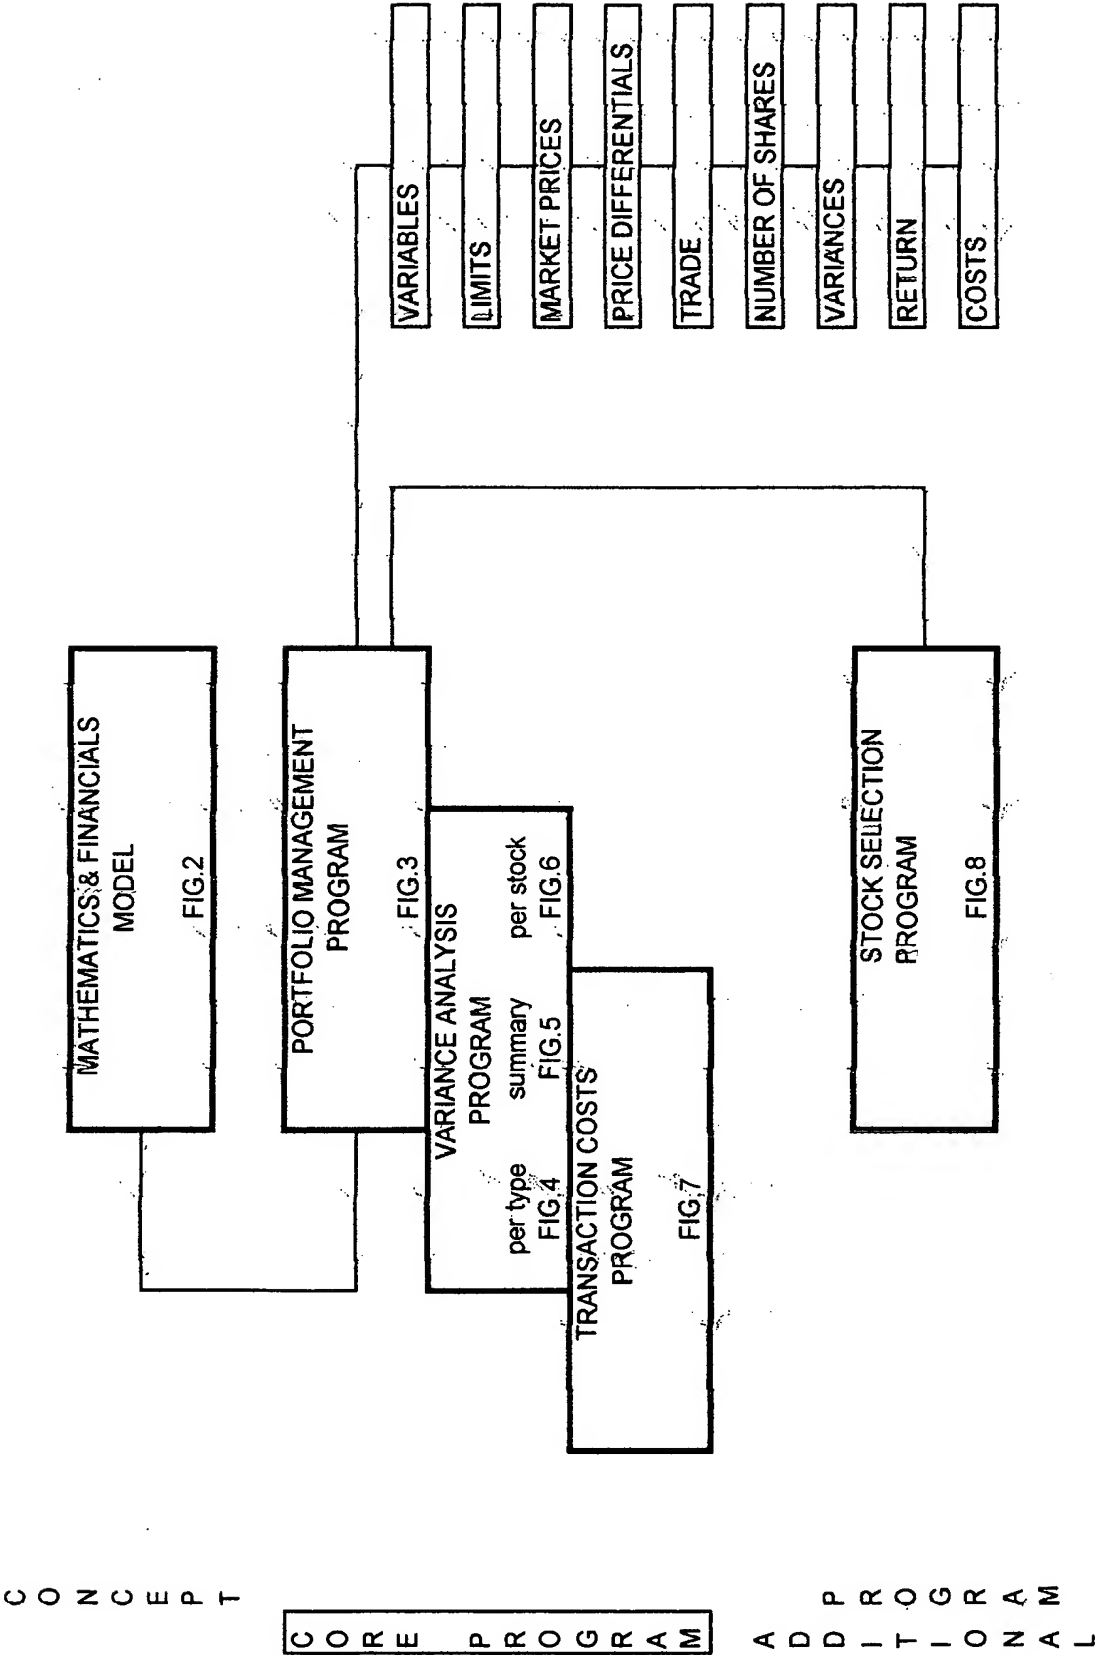 CONCEPT
MATHEMATICS & FINANCIALS
MODEL
FIG.2
CORE PROGRAM
PORTFOLIO MANAGEMENT
PROGRAM
FIG.3
VARIANCE ANALYSIS
PROGRAM
per type summary per stock
FIG.4 FIG.5 FIG.6
TRANSACTION COSTS
PROGRAM
FIG.7
ADDITIONAL
PROGRAM
STOCK SELECTION
PROGRAM
FIG.8
VARIABLES
LIMITS
MARKET PRICES
PRICE DIFFERENTIALS
TRADE
NUMBER OF SHARES
VARIANCES
RETURN
COSTS